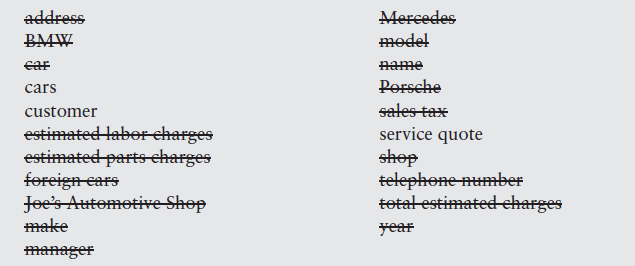 address
BMW
car
cars
customer
estimated labor charges
estimated parts charges
foreign cars
Joe's Automotive Shop
make
manager
Mercedes
model
name
Porsche
sales tax
service quote
shop
telephone number
total estimated charges
year